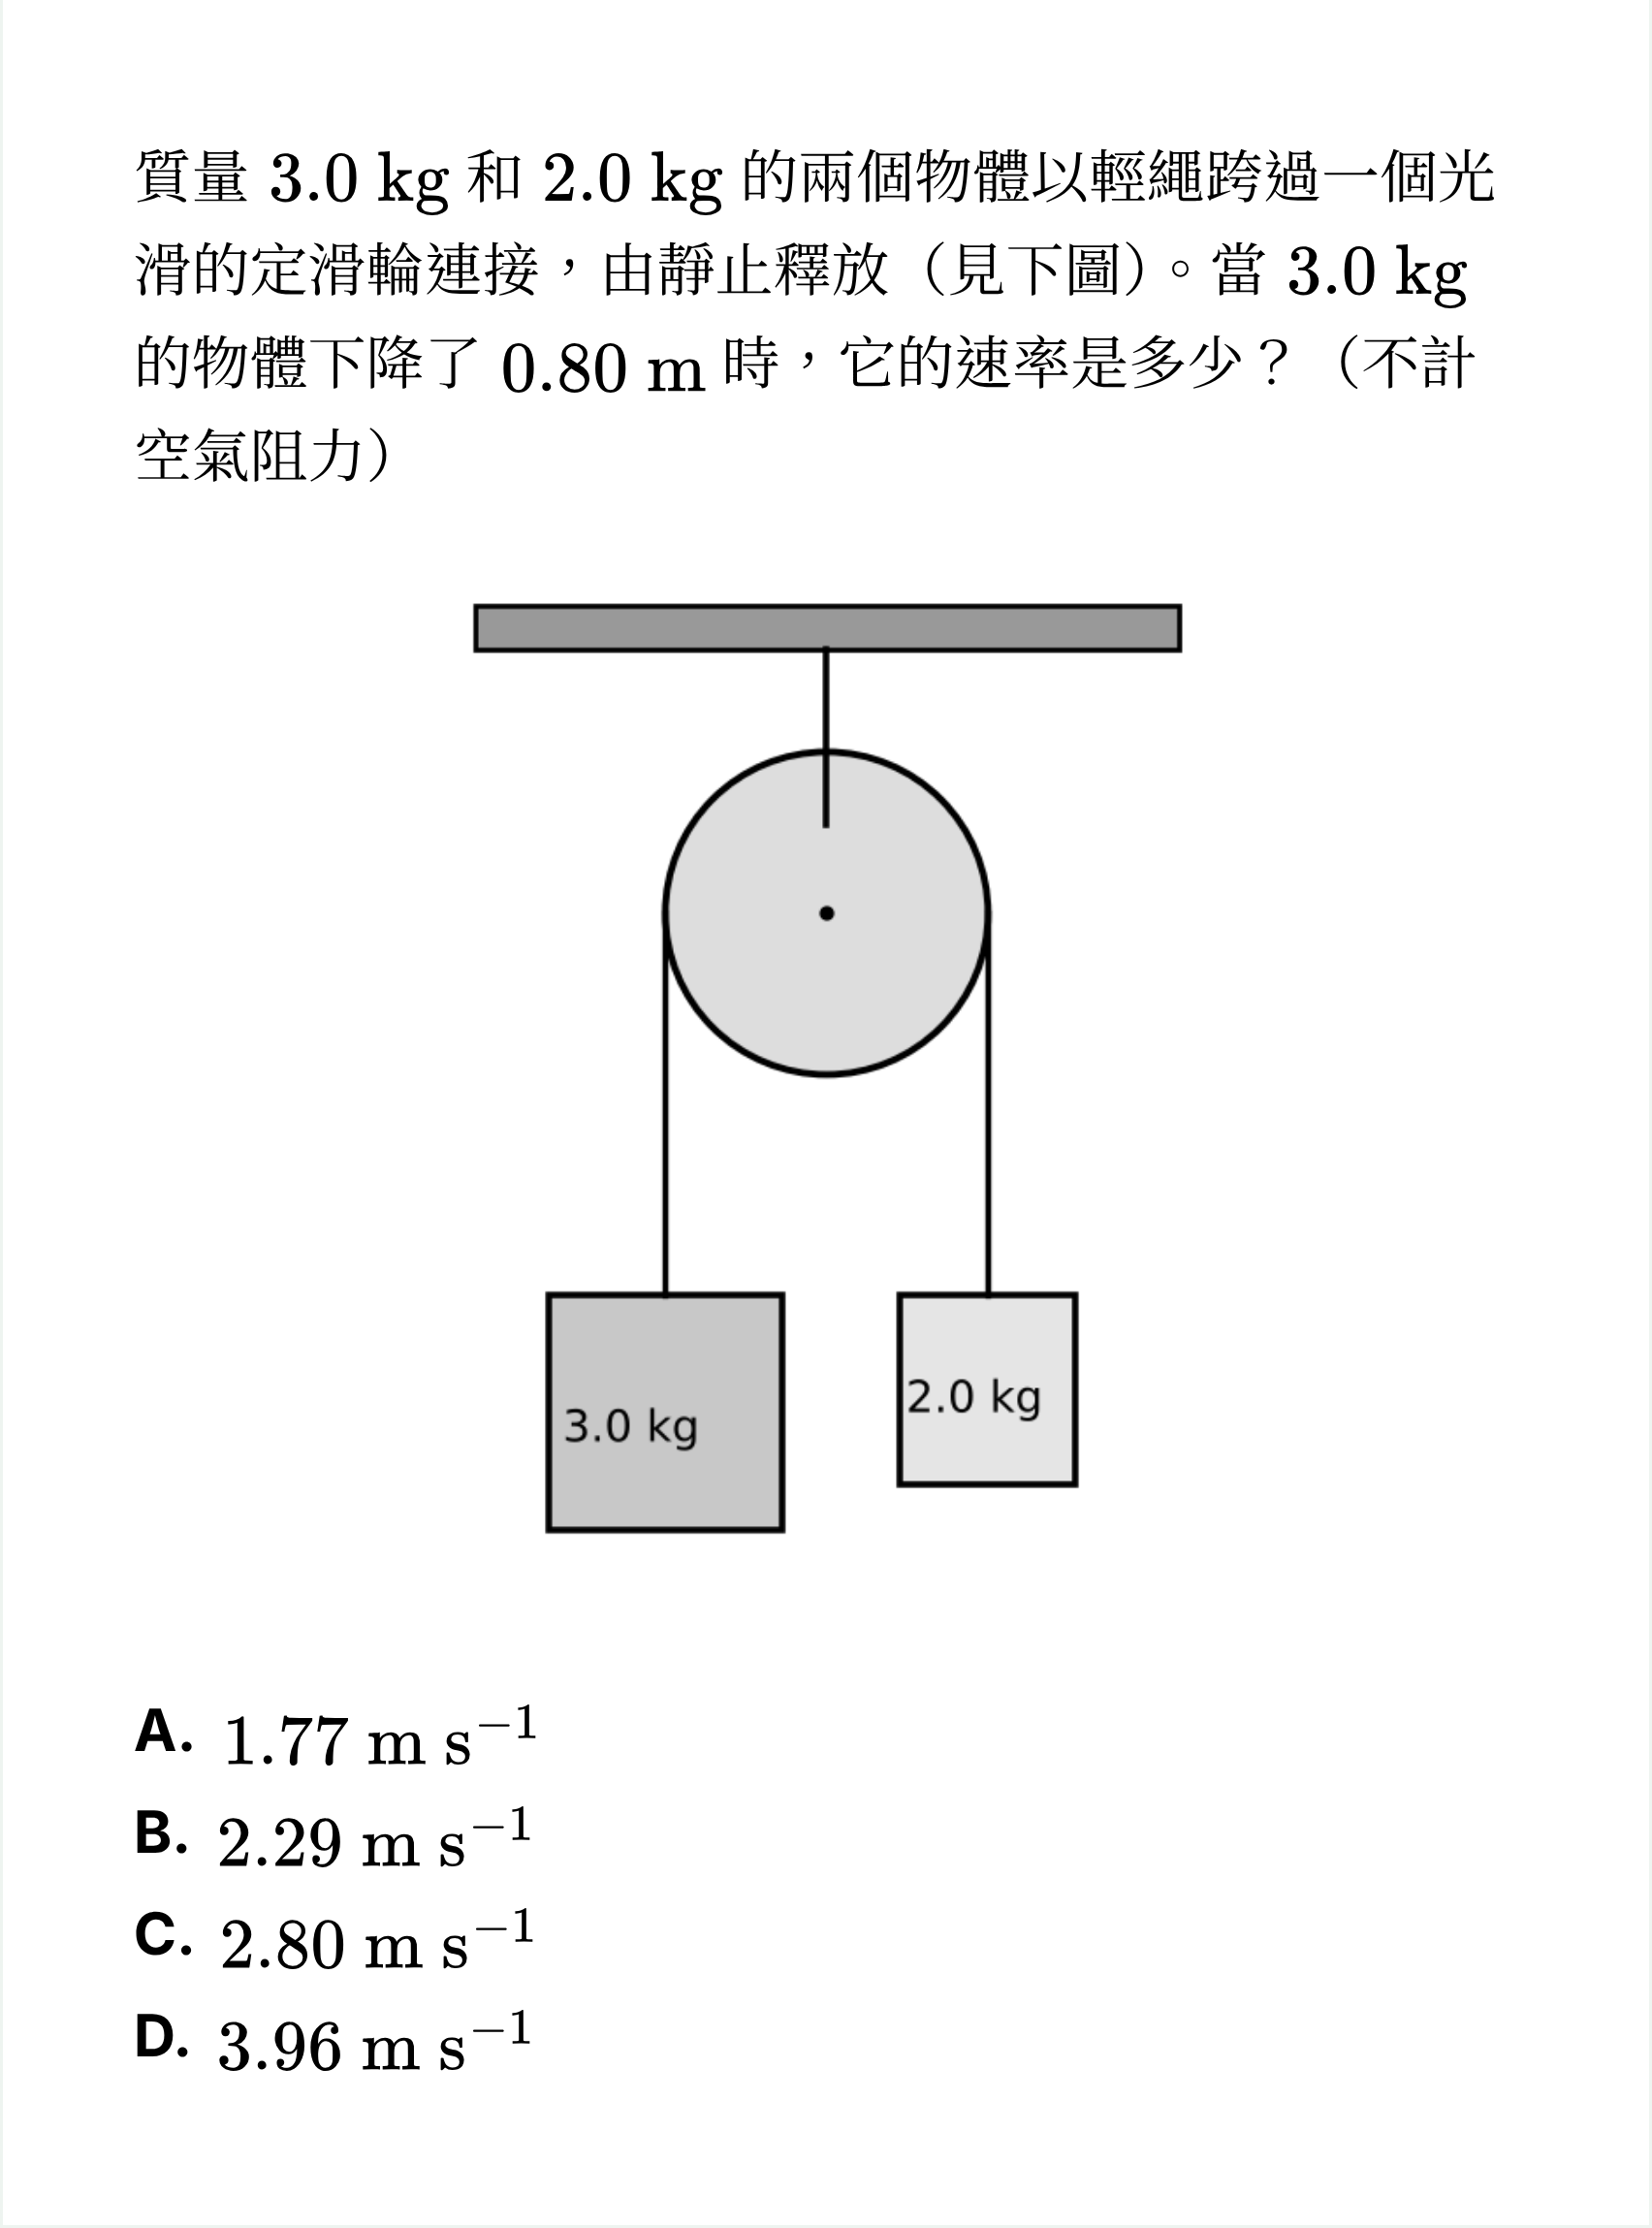 質量 3.0 kg 和 2.0 kg 的兩個物體以輕繩跨過一個光
滑的定滑輪連接，由靜止釋放（見下圖）。當 3.0 kg
的物體下降了 0.80 m 時，它的速率是多少？（不計
空氣阻力）
3.0 kg
2.0 kg
A. 1.77 m s⁻¹
B. 2.29 m s⁻¹
C. 2.80 m s⁻¹
D. 3.96 m s⁻¹